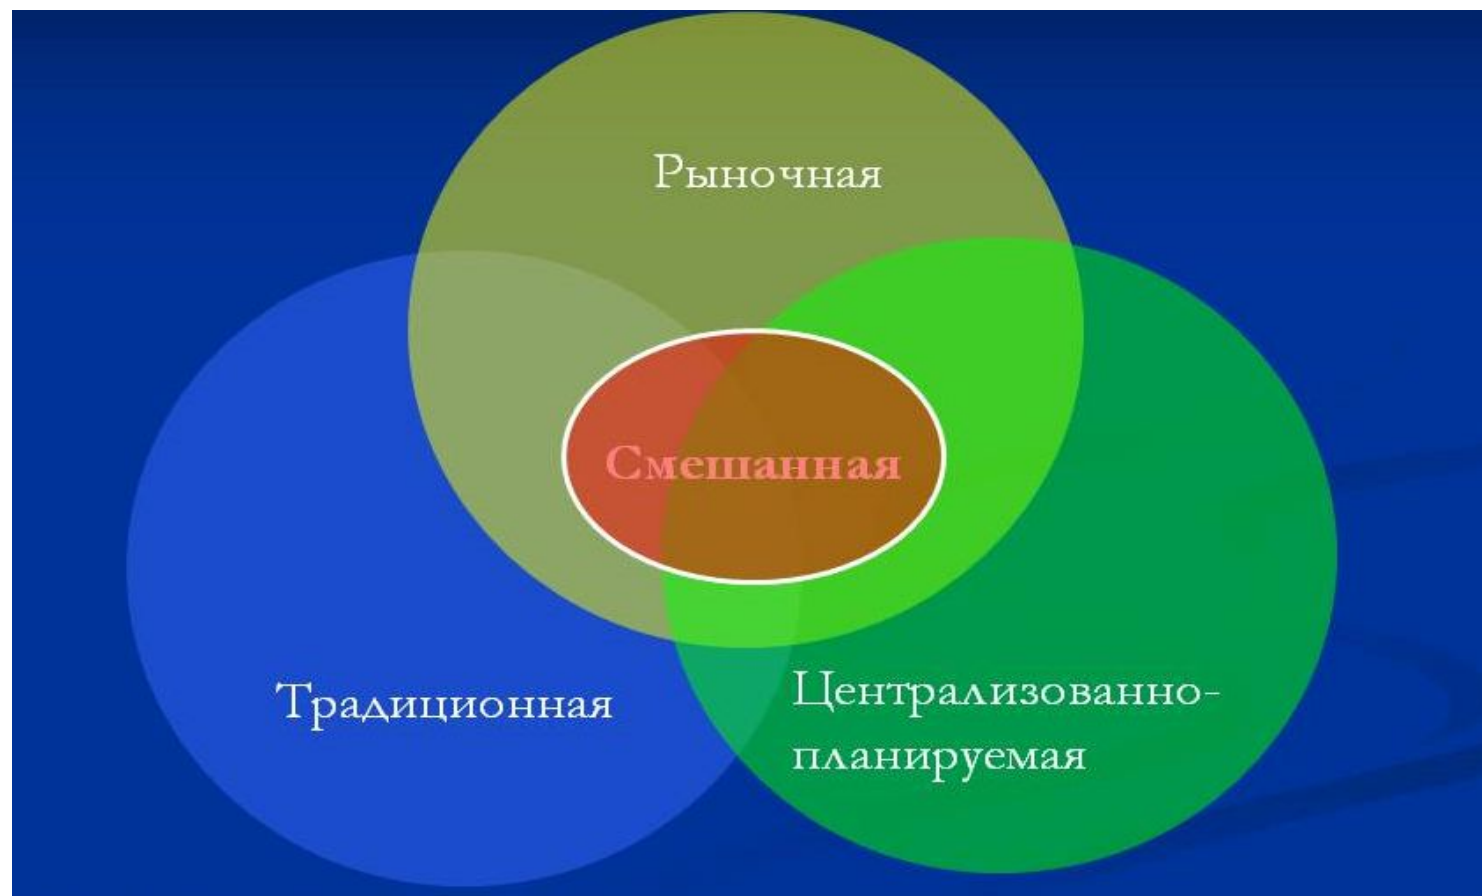 Рыночная
Смешанная
Традиционная
Централизованно-
планируемая